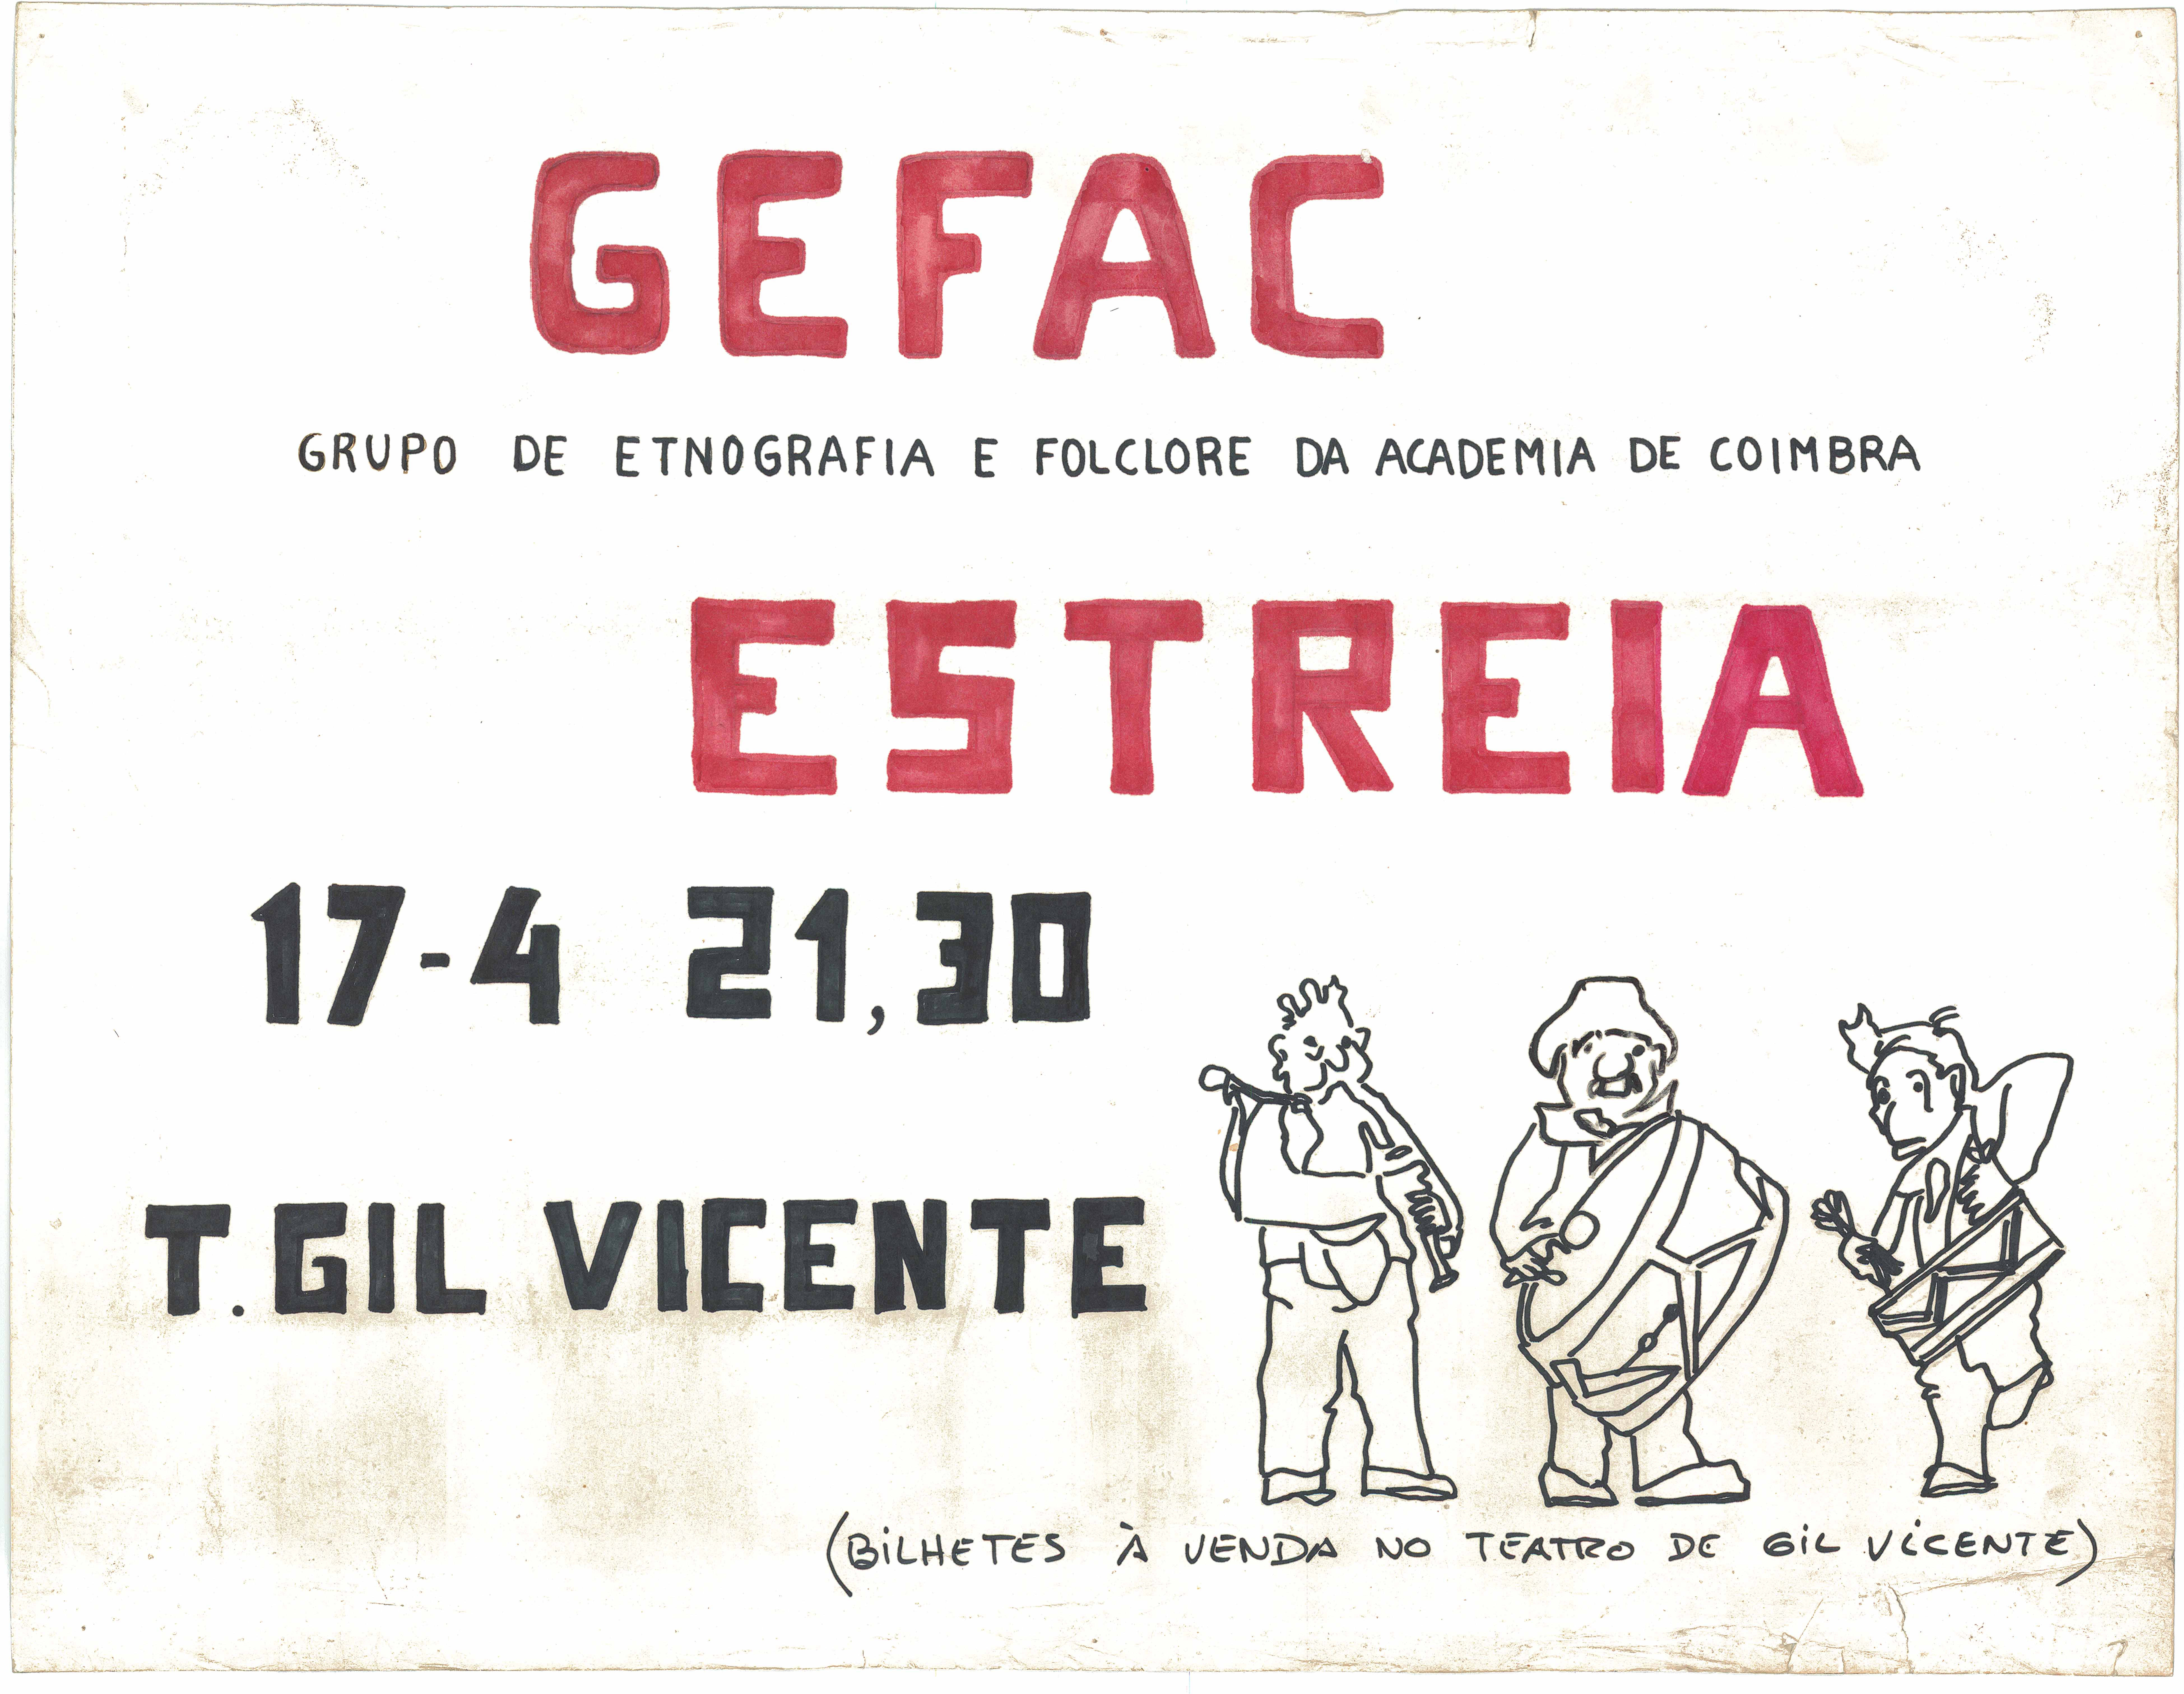 GEFAC
GRUPO DE ETNOGRAFIA E FOLCLORE DA ACADEMIA DE COIMBRA
ESTREIA
17-4 21,30
T. GIL VICENTE
(BILHETES À VENDA NO TEATRO DE GIL VICENTE)